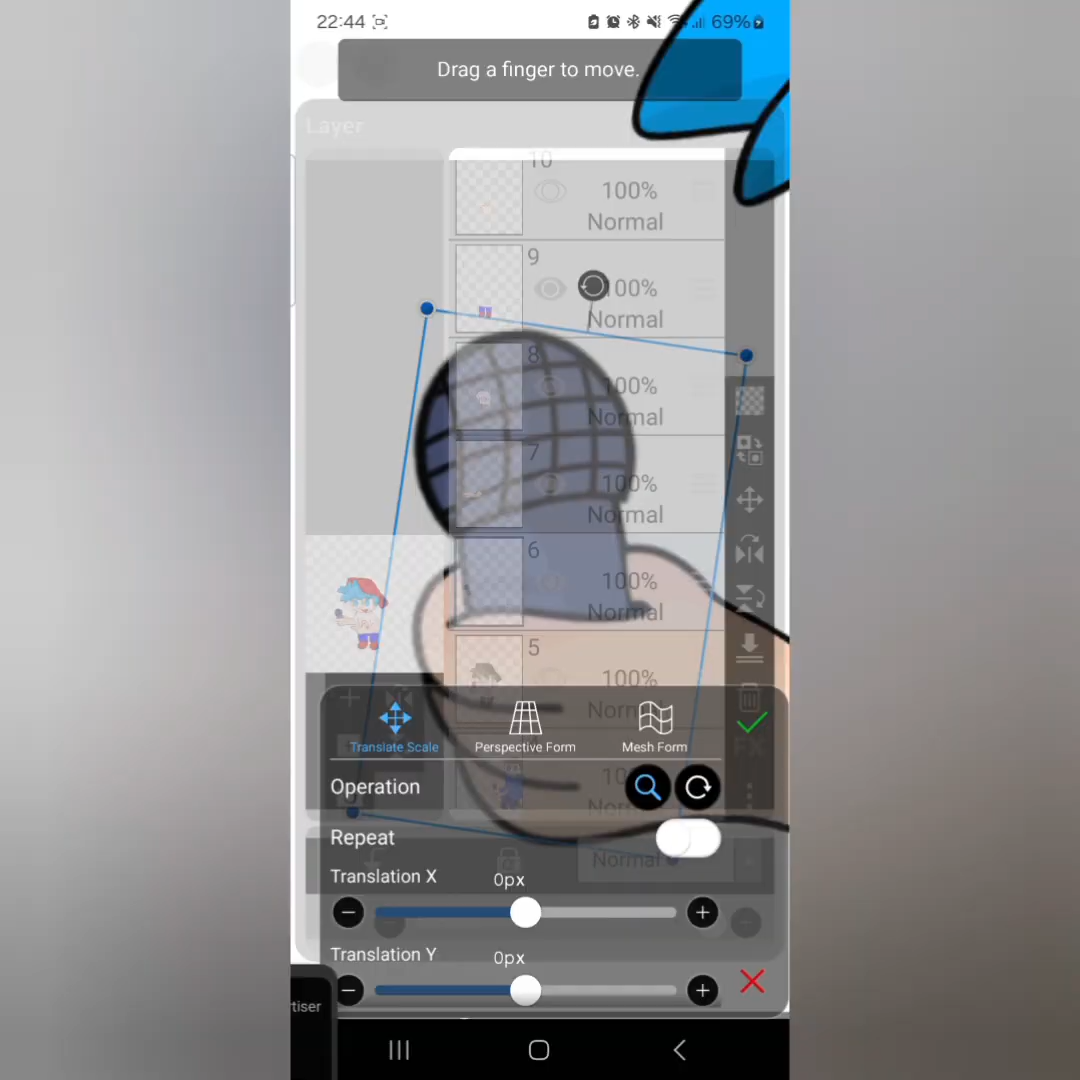 22:44
69%
Drag a finger to move.
Layer
10
100%
Normal
9
100%
Normal
8
100%
Normal
7
100%
Normal
6
100%
Normal
5
100%
Translate Scale
Perspective Form
Mesh Form
Operation
Repeat
Normal
Translation X
0px
Translation Y
0px
tiser